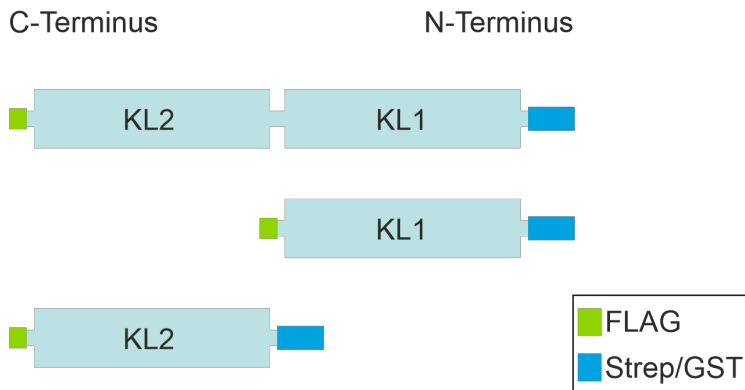 C-Terminus N-Terminus
KL2 KL1
KL1
KL2
FLAG
Strep/GST